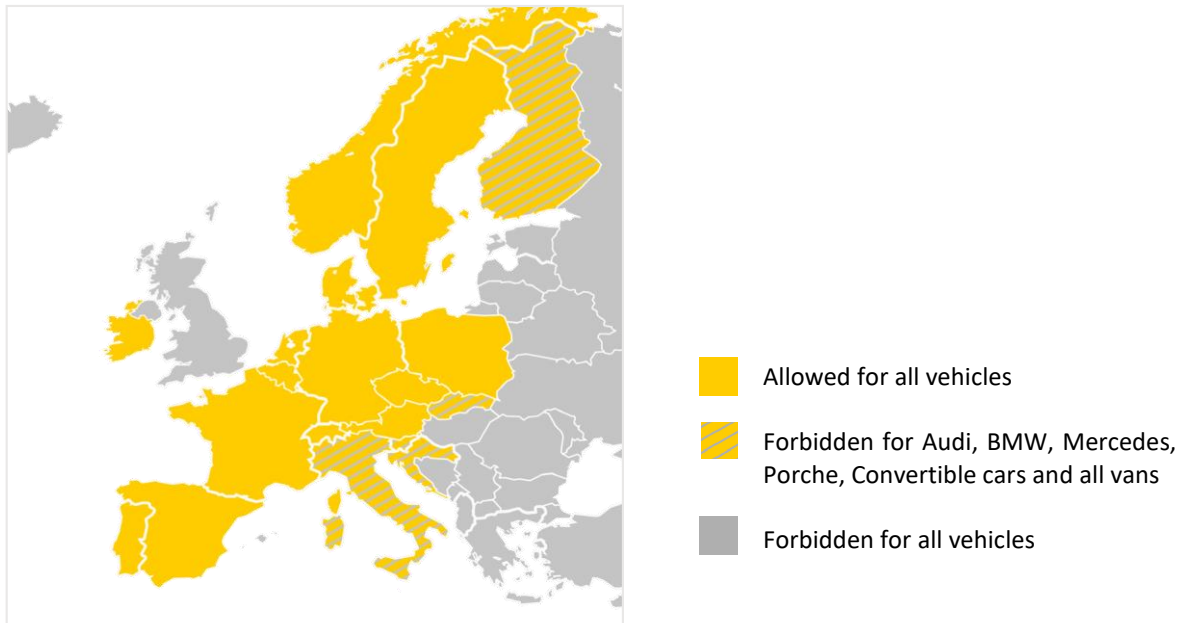 Allowed for all vehicles
Forbidden for Audi, BMW, Mercedes,
Porche, Convertible cars and all vans
Forbidden for all vehicles